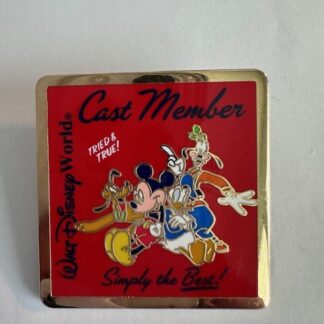 Cast Member
WALT DISNEY World®
TRIED &
TRUE!
Simply the Best!